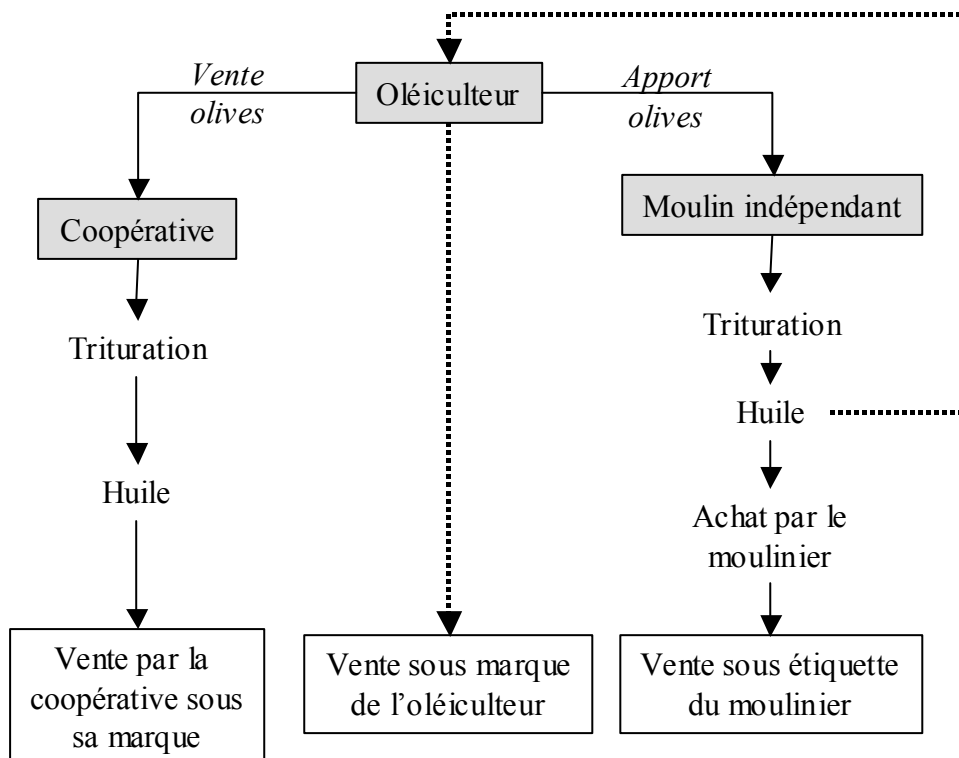 Vente
olives
Oléiculteur
Apport
olives
Coopérative
Moulin indépendant
Trituration
Trituration
Huile
Huile
Achat par le
moulinier
Vente par la
coopérative sous
sa marque
Vente sous marque
de l’oléiculteur
Vente sous étiquette
du moulinier